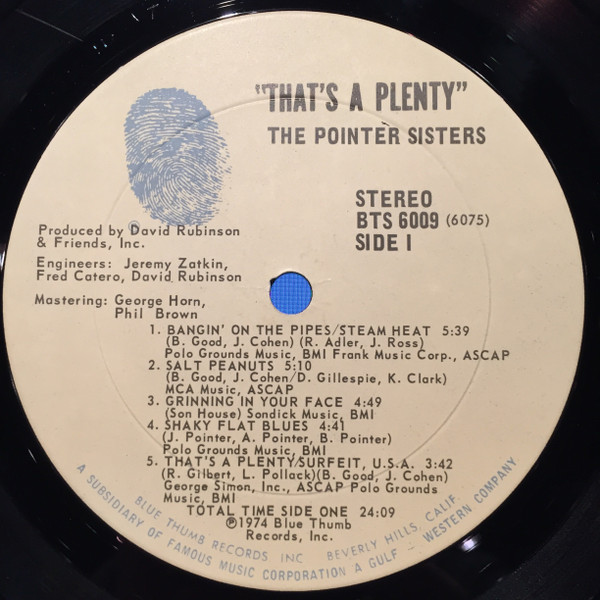 "THAT'S A PLENTY"
THE POINTER SISTERS
STEREO
BTS 6009 (6075)
SIDE I
Produced by David Rubinson
& Friends, Inc.
Engineers: Jeremy Zatkin,
Fred Catero, David Rubinson
Mastering: George Horn,
Phil Brown
1. BANGIN' ON THE PIPES/STEAM HEAT 5:39
(B. Good, J. Cohen) (R. Adler, J. Ross)
Polo Grounds Music, BMI Frank Music Corp., ASCAP
2. SALT PEANUTS 5:10
(B. Good, J. Cohen/D. Gillespie, K. Clark)
MCA Music, ASCAP
3. GRINNING IN YOUR FACE 4:49
(Son House) Sondick Music, BMI
4. SHAKY FLAT BLUES 4:41
(J. Pointer, A. Pointer, B. Pointer)
Polo Grounds Music, BMI
5. THAT'S A PLENTY/SURFEIT, U.S.A. 3:42
(R. Gilbert, L. Pollack)(B. Good, J. Cohen)
George Simon, Inc., ASCAP Polo Grounds
Music, BMI
TOTAL TIME SIDE ONE 24:09
℗1974 Blue Thumb
Records, Inc.
BLUE THUMB RECORDS INC BEVERLY HILLS, CALIF.
A SUBSIDIARY OF FAMOUS MUSIC CORPORATION A GULF - WESTERN COMPANY